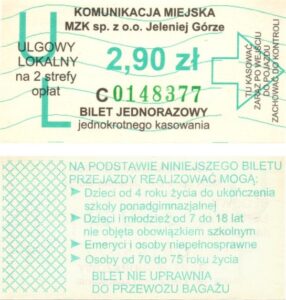 KOMUNIKACJA MIEJSKA
MZK sp. z o.o. Jeleniej Górze
UL
ULGOWY
LOKALNY
na 2 strefy
opłat
2,90 zł
C0148377
BILET JEDNORAZOWY
jednokrotnego kasowania
TU KASOWAĆ
ZARAZ PO WEJŚCIU
DO POJAZDU
ZACHOWAĆ DO KONTROLI
NA PODSTAWIE NINIEJSZEGO BILETU
PRZEJAZDY REALIZOWAĆ MOGĄ:
Dzieci od 4 roku życia do ukończenia
szkoły ponadgimnazjalnej
Dzieci i młodzież od 7 do 18 lat
nie objęta obowiązkiem szkolnym
Emeryci i osoby niepełnosprawne
Osoby od 70 do 75 roku życia
BILET NIE UPRAWNIA
DO PRZEWOZU BAGAŻU